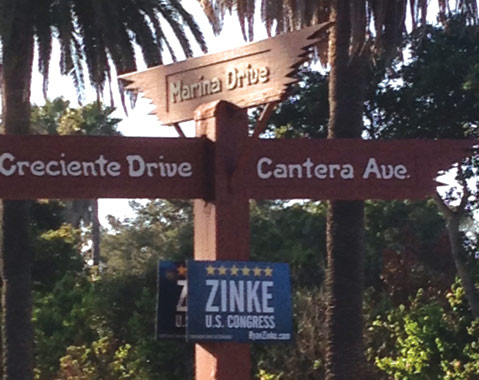 Marina Drive
Creciente Drive
Cantera Ave.
Z
U.S.
ZINKE
U.S. CONGRESS
RyanZinke.com